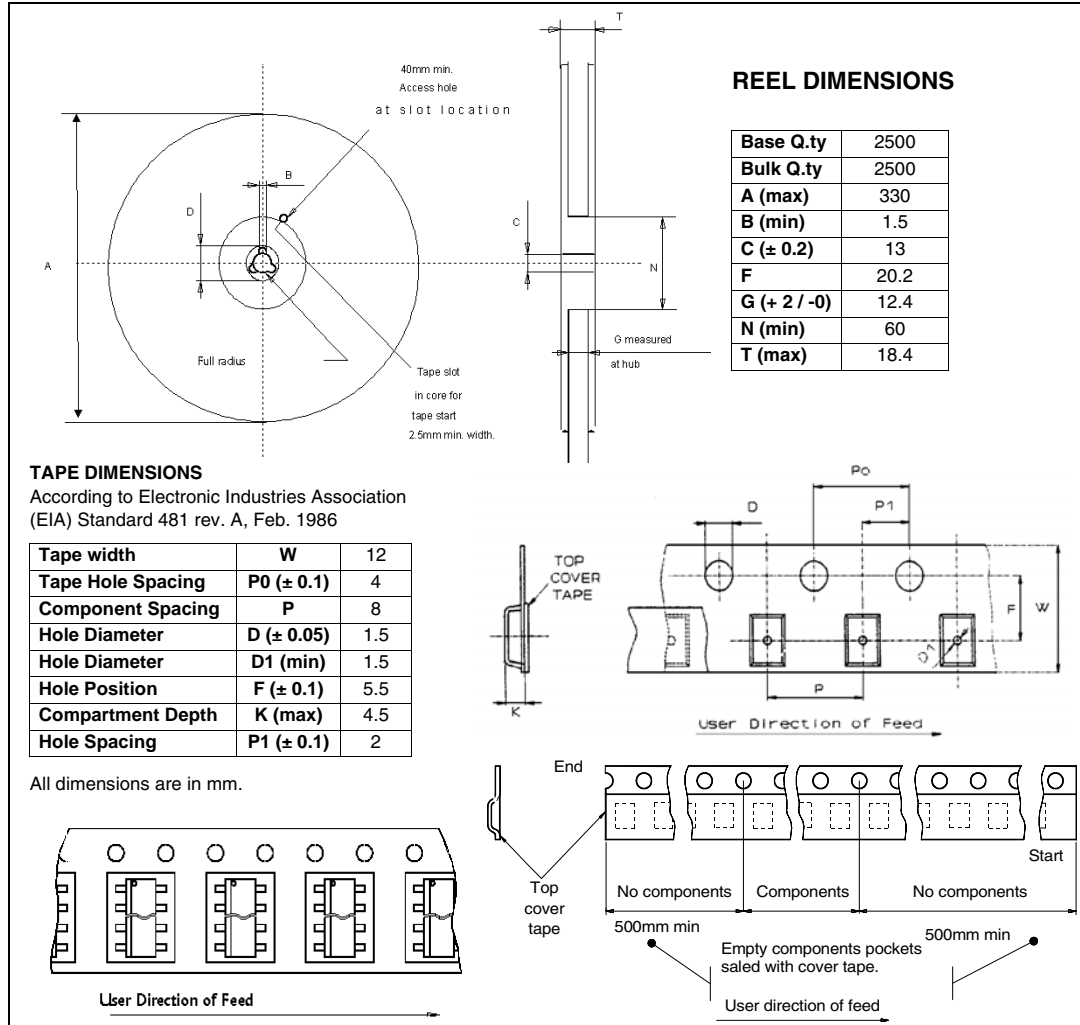 T
40mm min.
Access hole
at slot location
B
D
C
A
N
Full radius
G measured
at hub
Tape slot
in core for
tape start
2.5mm min. width.
REEL DIMENSIONS
Base Q.ty 2500
Bulk Q.ty 2500
A (max) 330
B (min) 1.5
C (± 0.2) 13
F 20.2
G (+ 2 / -0) 12.4
N (min) 60
T (max) 18.4
TAPE DIMENSIONS
According to Electronic Industries Association
(EIA) Standard 481 rev. A, Feb. 1986
Tape width W 12
Tape Hole Spacing P0 (± 0.1) 4
Component Spacing P 8
Hole Diameter D (± 0.05) 1.5
Hole Diameter D1 (min) 1.5
Hole Position F (± 0.1) 5.5
Compartment Depth K (max) 4.5
Hole Spacing P1 (± 0.1) 2
All dimensions are in mm.
Po
D
P1
TOP
COVER
TAPE
F
W
D1
K
P
User Direction of Feed
End
Start
Top
cover
tape
No components
Components
No components
500mm min
500mm min
Empty components pockets
saled with cover tape.
User direction of feed
User Direction of Feed